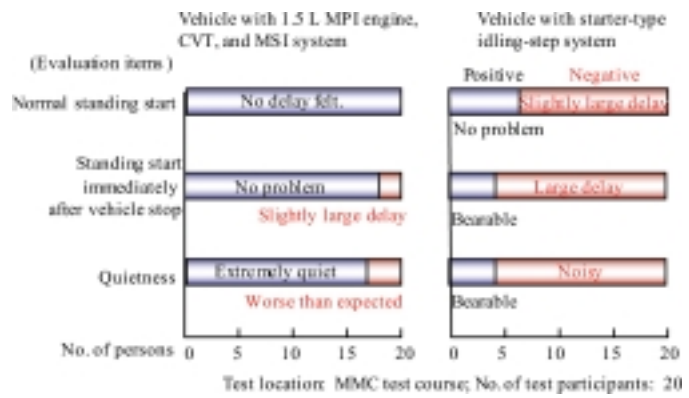 Vehicle with 1.5 L MPI engine,
CVT, and MSI system
Vehicle with starter-type
idling-step system
(Evaluation items)
Positive
Negative
Normal standing start
No delay felt.
Slightly large delay
No problem
Standing start
immediately
after vehicle stop
No problem
Slightly large delay
Large delay
Bearable
Quietness
Extremely quiet
Worse than expected
Noisy
Bearable
No. of persons
0 5 10 15 20
0 5 10 15 20
Test location: MMC test course; No. of test participants: 20